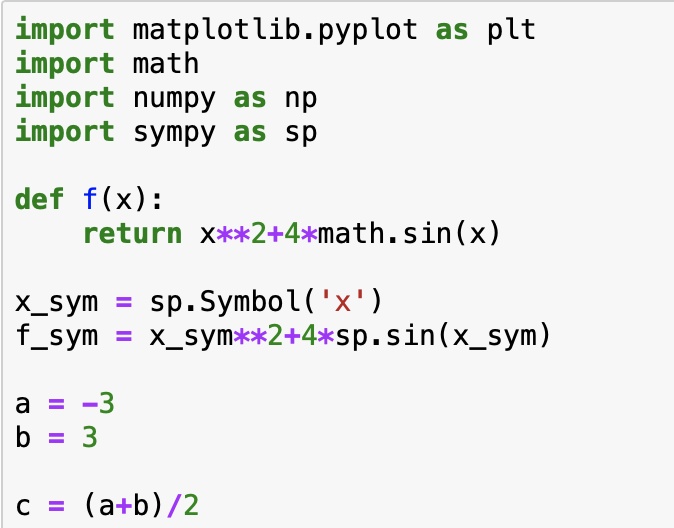 import matplotlib.pyplot as plt
import math
import numpy as np
import sympy as sp
def f(x):
    return x**2+4*math.sin(x)
x_sym = sp.Symbol('x')
f_sym = x_sym**2+4*sp.sin(x_sym)
a = -3
b = 3
c = (a+b)/2